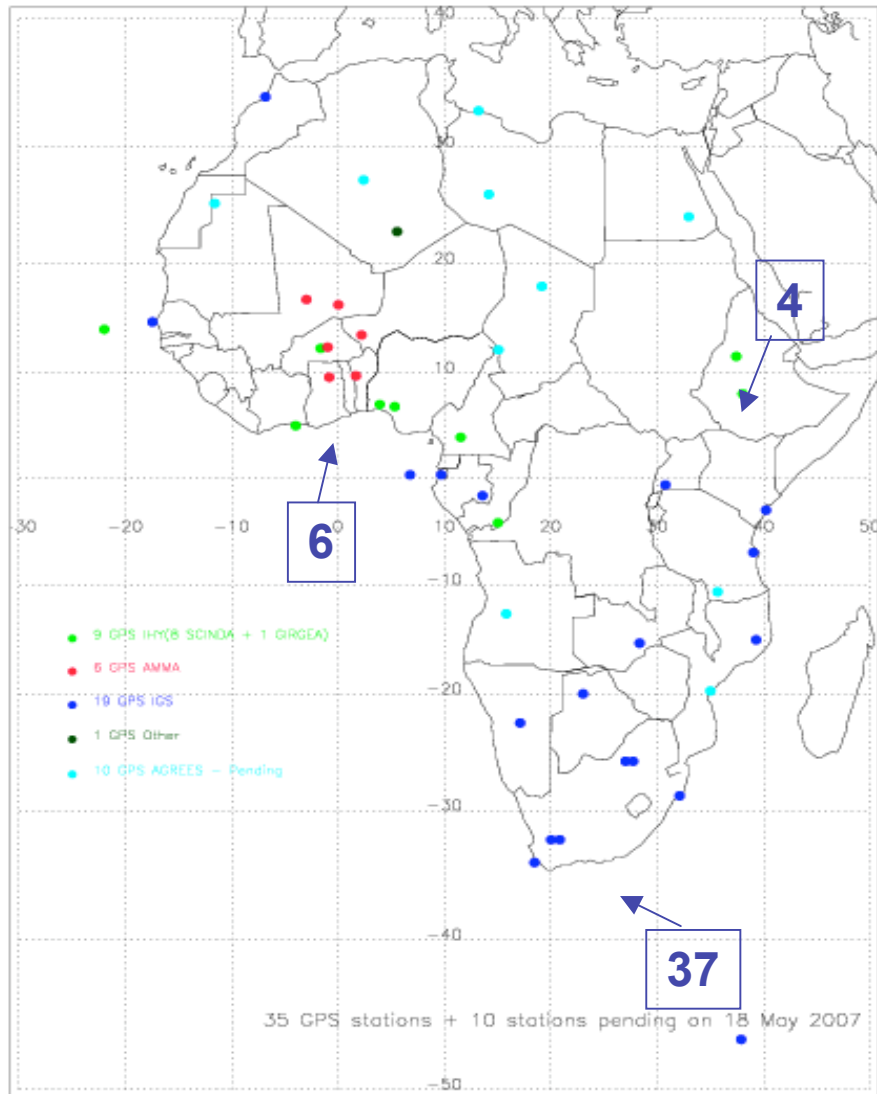 40
30
20
4
10
6
-30 -20 -10 0 10 20 30 40 50
-10
9 GPS IHY(8 SCINDA + 1 GIRGEA)
6 GPS AMMA
19 GPS IGS
-20
1 GPS Other
10 GPS AGREES - Pending
-30
-40
37
35 GPS stations + 10 stations pending on 18 May 2007
-50